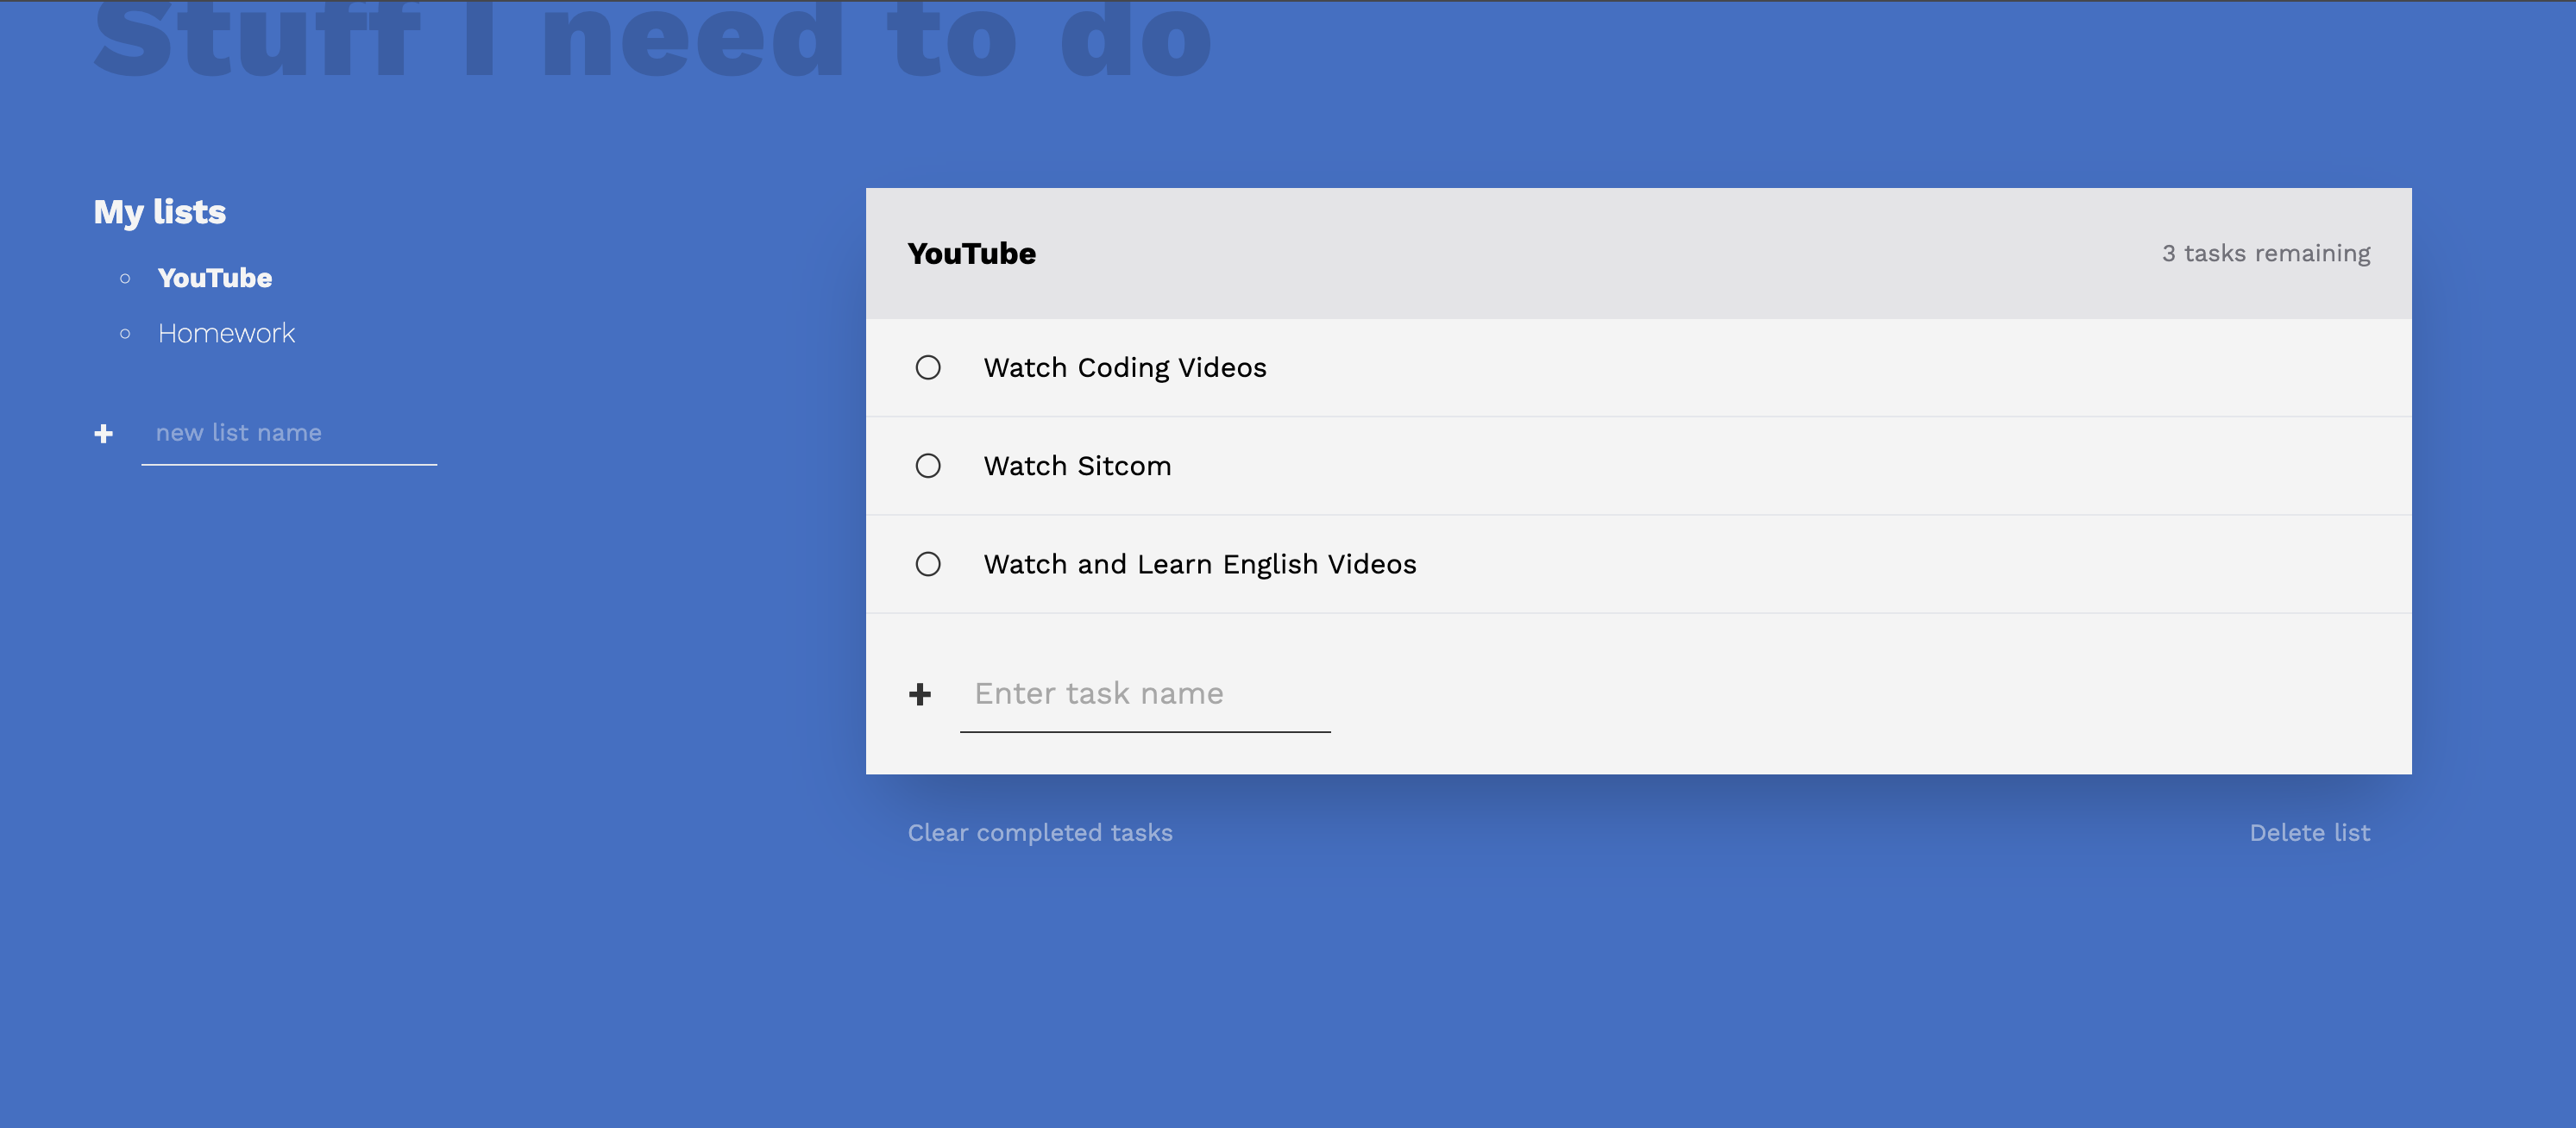 Stuff I need to do
My lists
YouTube
Homework
+ new list name
YouTube
3 tasks remaining
Watch Coding Videos
Watch Sitcom
Watch and Learn English Videos
+ Enter task name
Clear completed tasks
Delete list